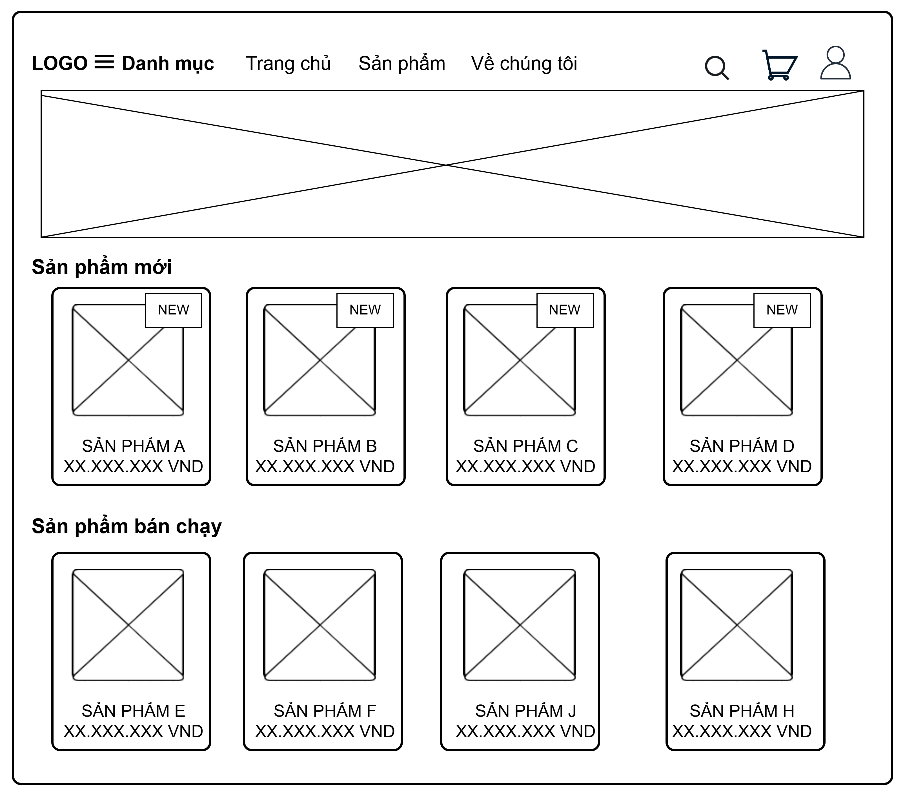 LOGO Danh mục Trang chủ Sản phẩm Về chúng tôi
Sản phẩm mới
NEW NEW NEW NEW
SẢN PHẨM A SẢN PHẨM B SẢN PHẨM C SẢN PHẨM D
XX.XXX.XXX VND XX.XXX.XXX VND XX.XXX.XXX VND XX.XXX.XXX VND
Sản phẩm bán chạy
SẢN PHẨM E SẢN PHẨM F SẢN PHẨM J SẢN PHẨM H
XX.XXX.XXX VND XX.XXX.XXX VND XX.XXX.XXX VND XX.XXX.XXX VND